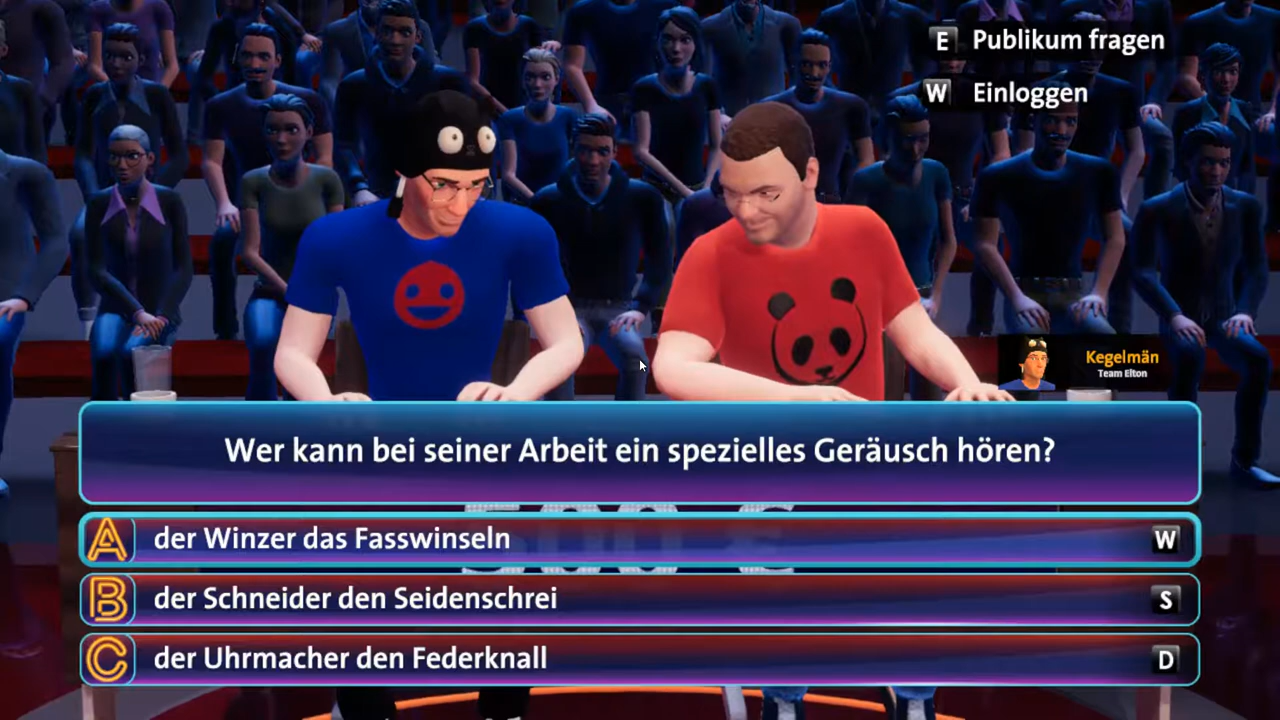 E Publikum fragen
W Einloggen
Kegelmän
Team Elton
Wer kann bei seiner Arbeit ein spezielles Geräusch hören?
A der Winzer das Fasswinseln W
B der Schneider den Seidenschrei S
C der Uhrmacher den Federknall D